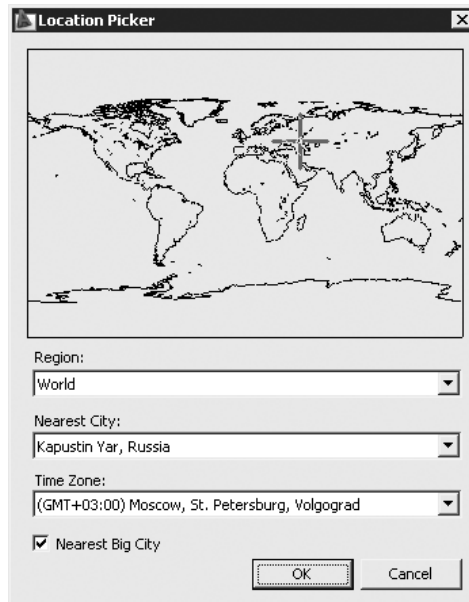 Location Picker
Region:
World
Nearest City:
Kapustin Yar, Russia
Time Zone:
(GMT+03:00) Moscow, St. Petersburg, Volgograd
Nearest Big City
OK
Cancel